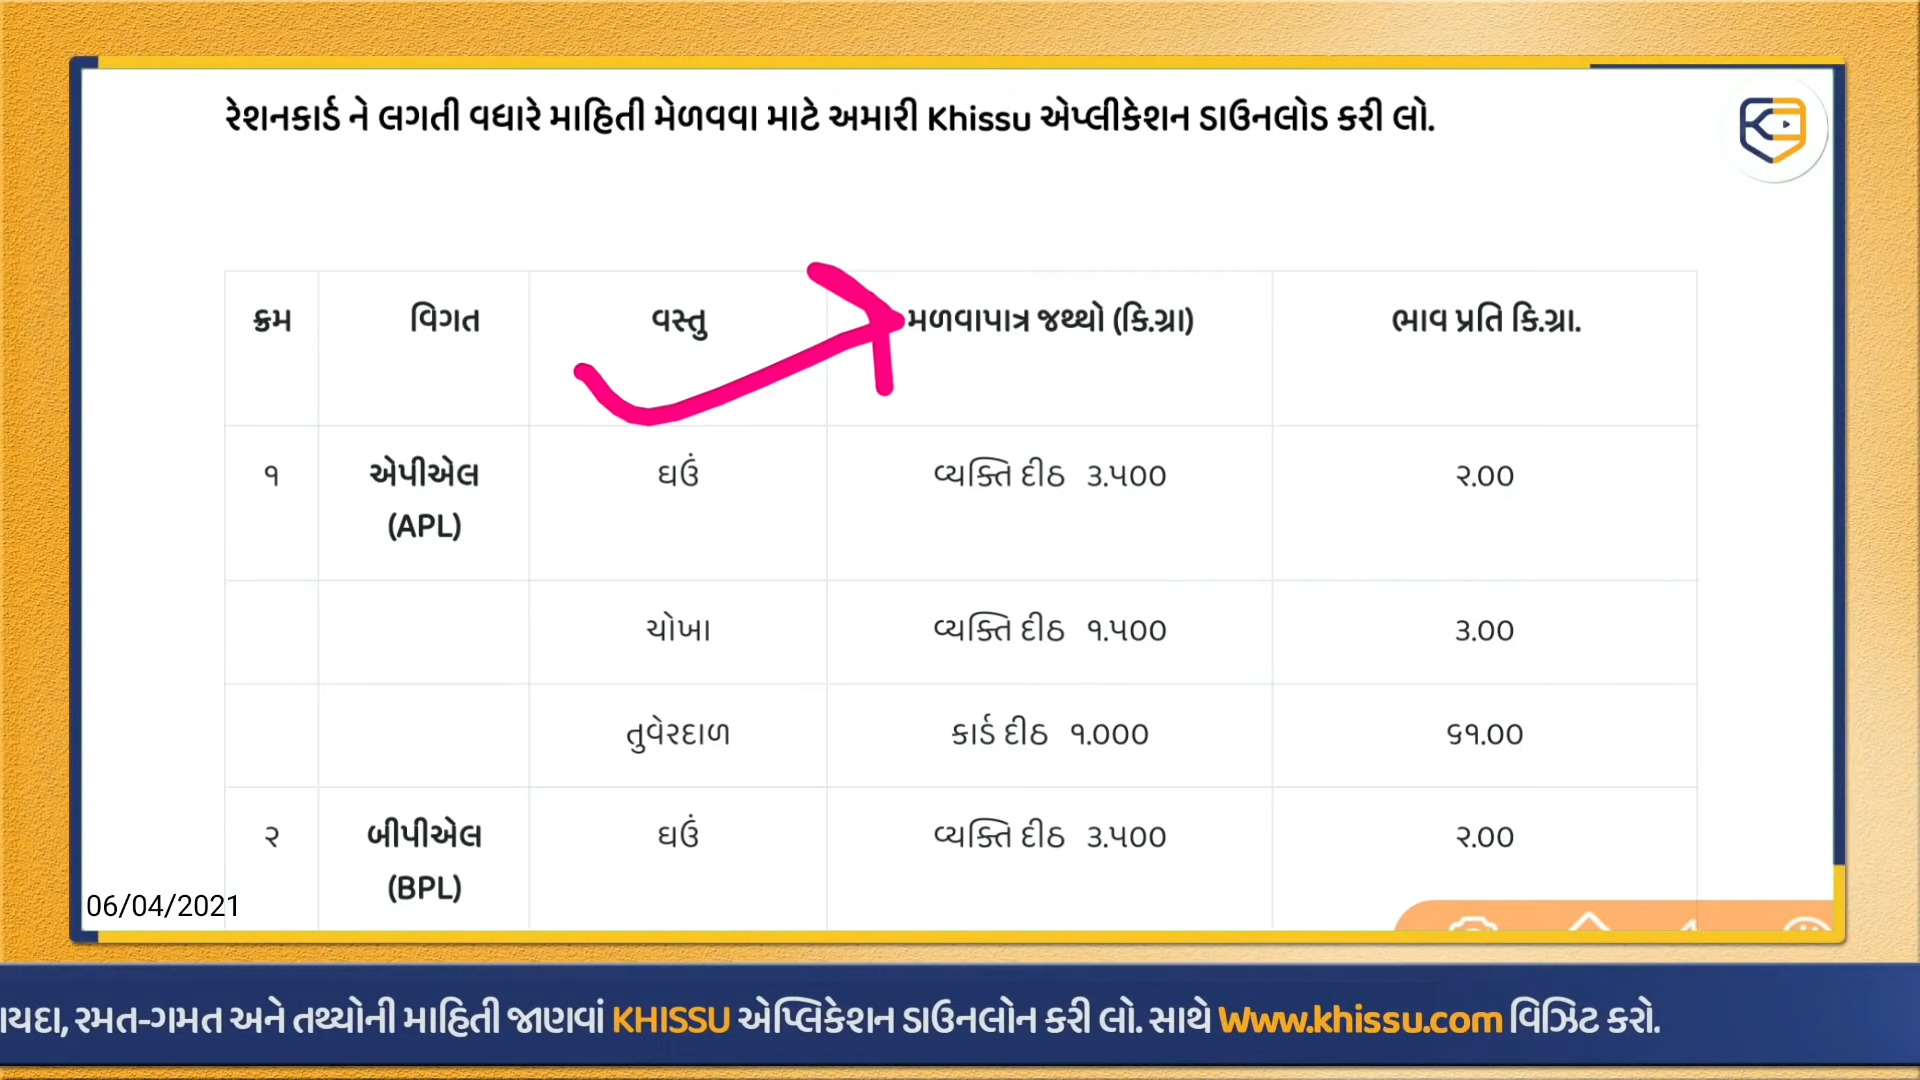 રેશનકાર્ડ ને લગતી વધારે માહિતી મેળવવા માટે અમારી Khissu એપ્લીકેશન ડાઉનલોડ કરી લો.
ક્રમ વિગત વસ્તુ મળવાપાત્ર જથ્થો (કિ.ગ્રા) ભાવ પ્રતિ કિ.ગ્રા.
૧ એપીએલ ઘઉં વ્યક્તિ દીઠ ૩.૫૦૦ ૨.૦૦
(APL)
ચોખા વ્યક્તિ દીઠ ૧.૫૦૦ ૩.૦૦
તુવેરદાળ કાર્ડ દીઠ ૧.૦૦૦ ૬૧.૦૦
૨ બીપીએલ ઘઉં વ્યક્તિ દીઠ ૩.૫૦૦ ૨.૦૦
(BPL)
06/04/2021
ાયદા, રમત-ગમત અને તથ્યોની માહિતી જાણવાં KHISSU એપ્લિકેશન ડાઉનલોન કરી લો. સાથે Www.khissu.com વિઝિટ કરો.